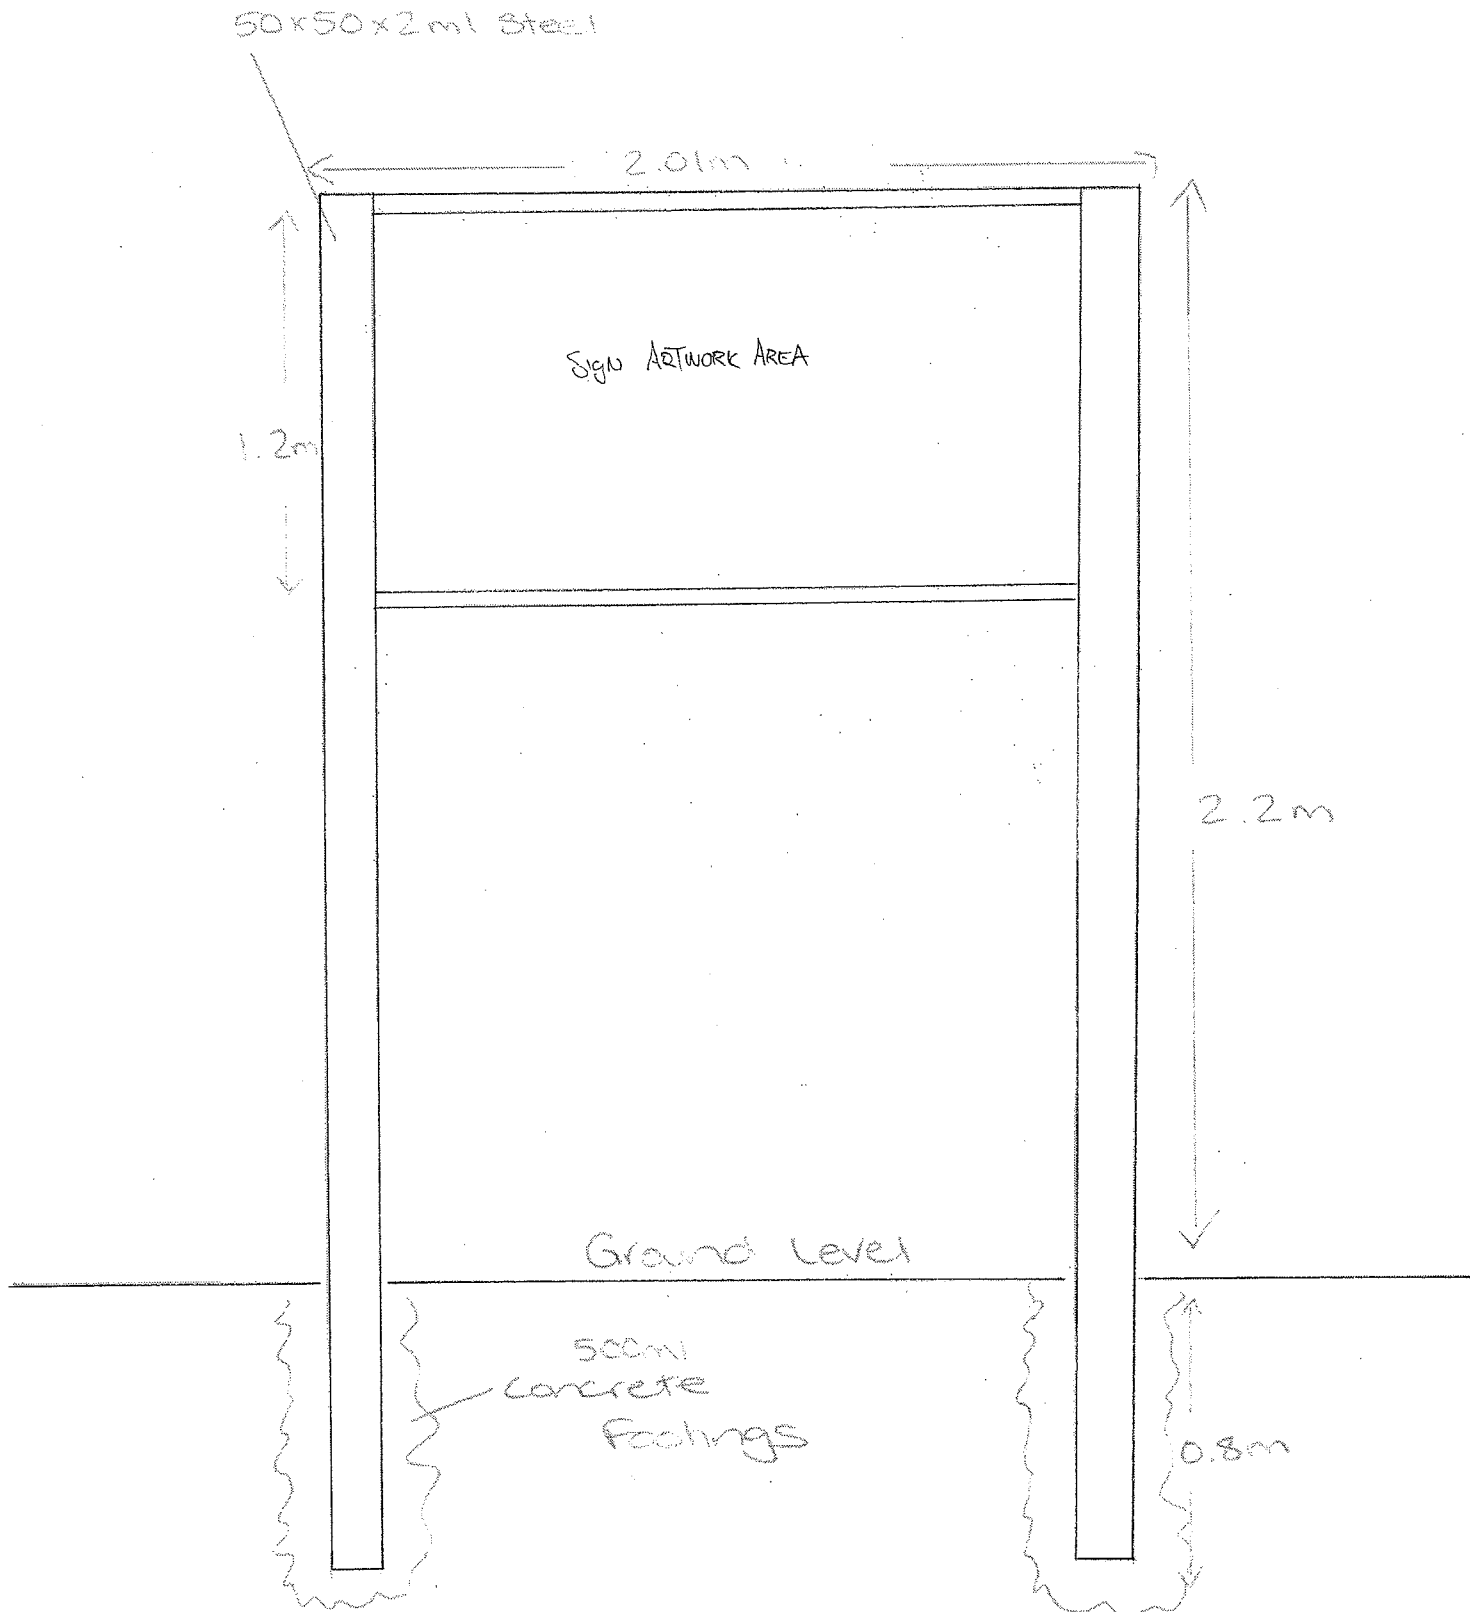 50x50x2ml Steel
2.01m
Sign ARTWORK AREA
1.2m
2.2m
Ground Level
500ml
concrete
Footings
0.8m